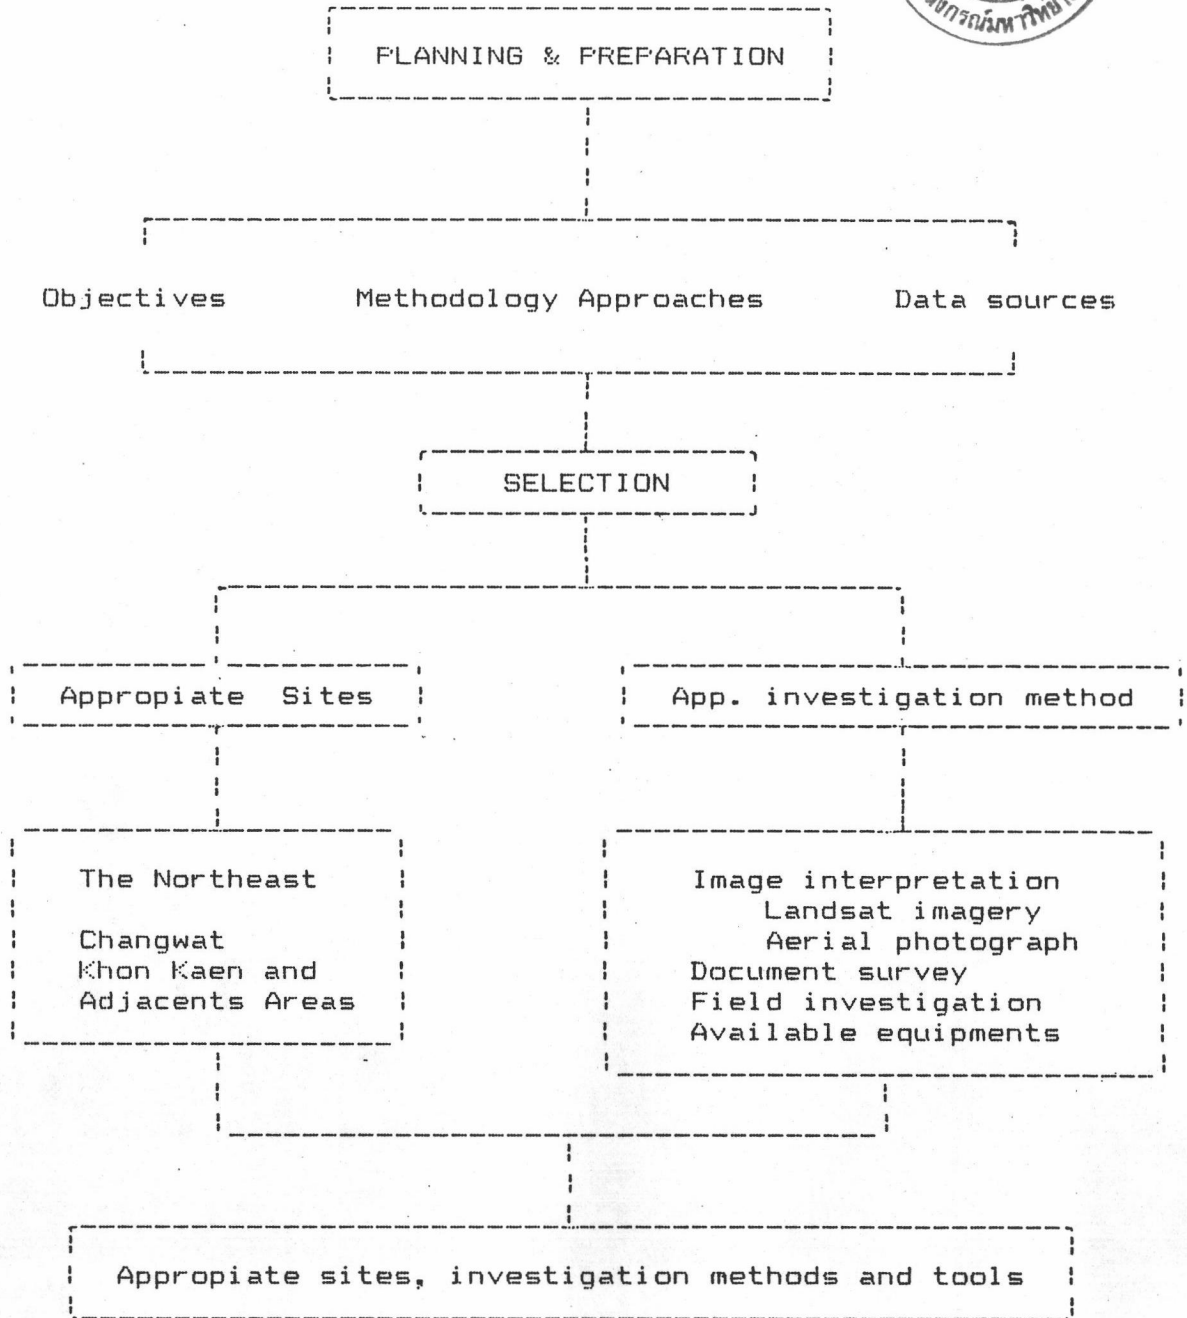 PLANNING & PREPARATION
Objectives Methodology Approaches Data sources
SELECTION
Appropiate Sites App. investigation method
The Northeast
Changwat
Khon Kaen and
Adjacents Areas
Image interpretation
Landsat imagery
Aerial photograph
Document survey
Field investigation
Available equipments
Appropiate sites, investigation methods and tools